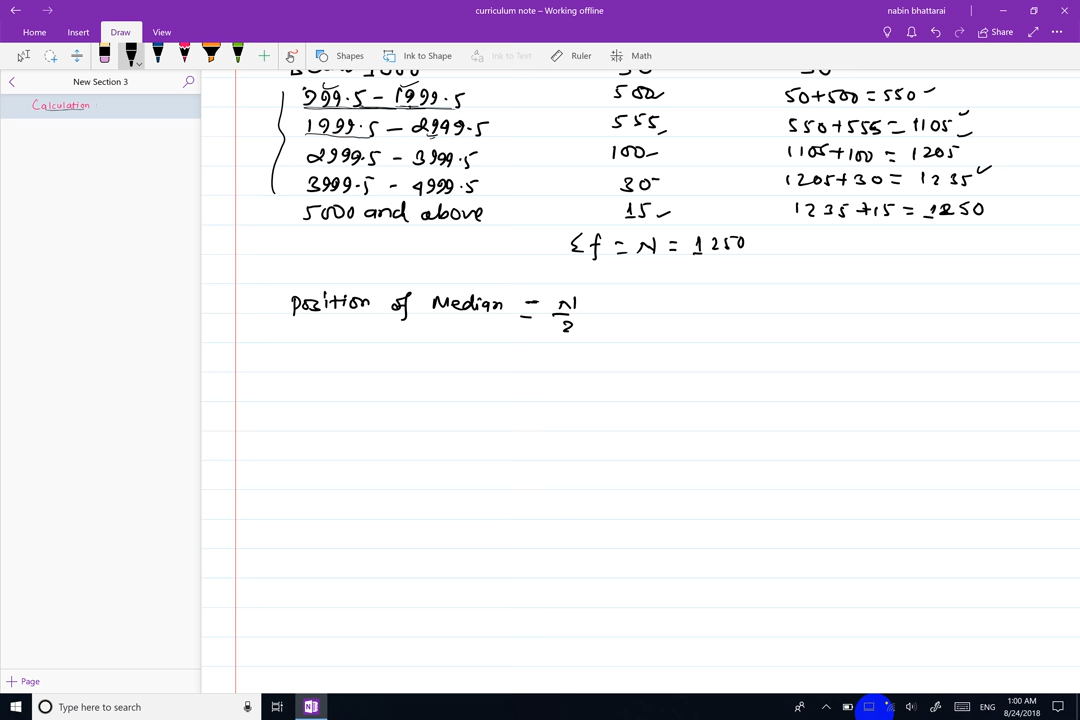 curriculum note – Working offline
nabin bhattarai
Home Insert Draw View
Share
Shapes Ink to Shape Ink to Text Ruler Math
New Section 3
Calculation
999.5 – 1999.5 500 50+500 = 550
1999.5 – 2999.5 555 550+555 = 1105
2999.5 – 3999.5 100 1105+100 = 1205
3999.5 – 4999.5 30 1205+30 = 1235
5000 and above 15 1235+15 = 1250
Σf = N = 1250
Position of Median = N
2
Page
Type here to search
ENG
1:00 AM
8/24/2018